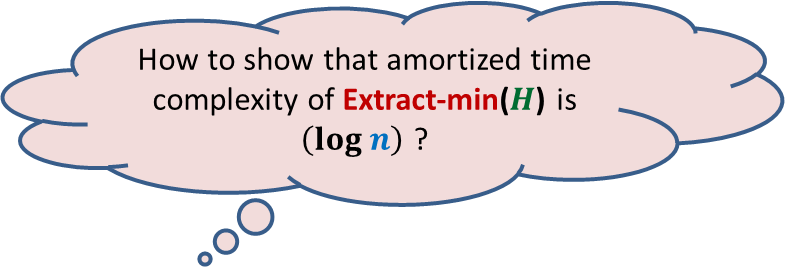 How to show that amortized time
complexity of Extract-min(H) is
(log n) ?